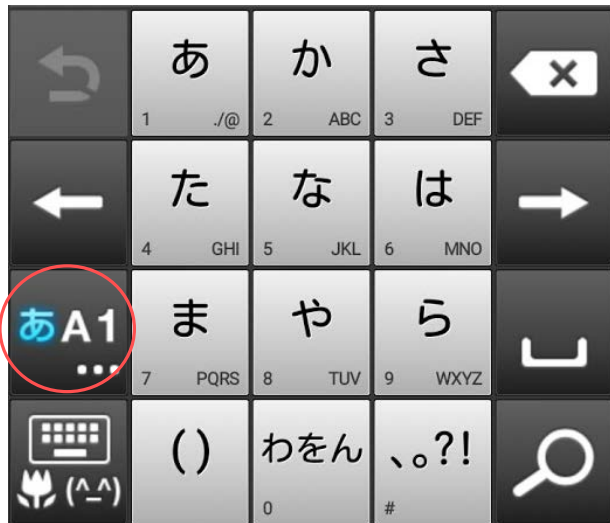 あ か さ
1 ./@ 2 ABC 3 DEF
た な は
4 GHI 5 JKL 6 MNO
あA1 ま や ら
... 7 PQRS 8 TUV 9 WXYZ
() わをん 、。?!
(^_^) 0 #